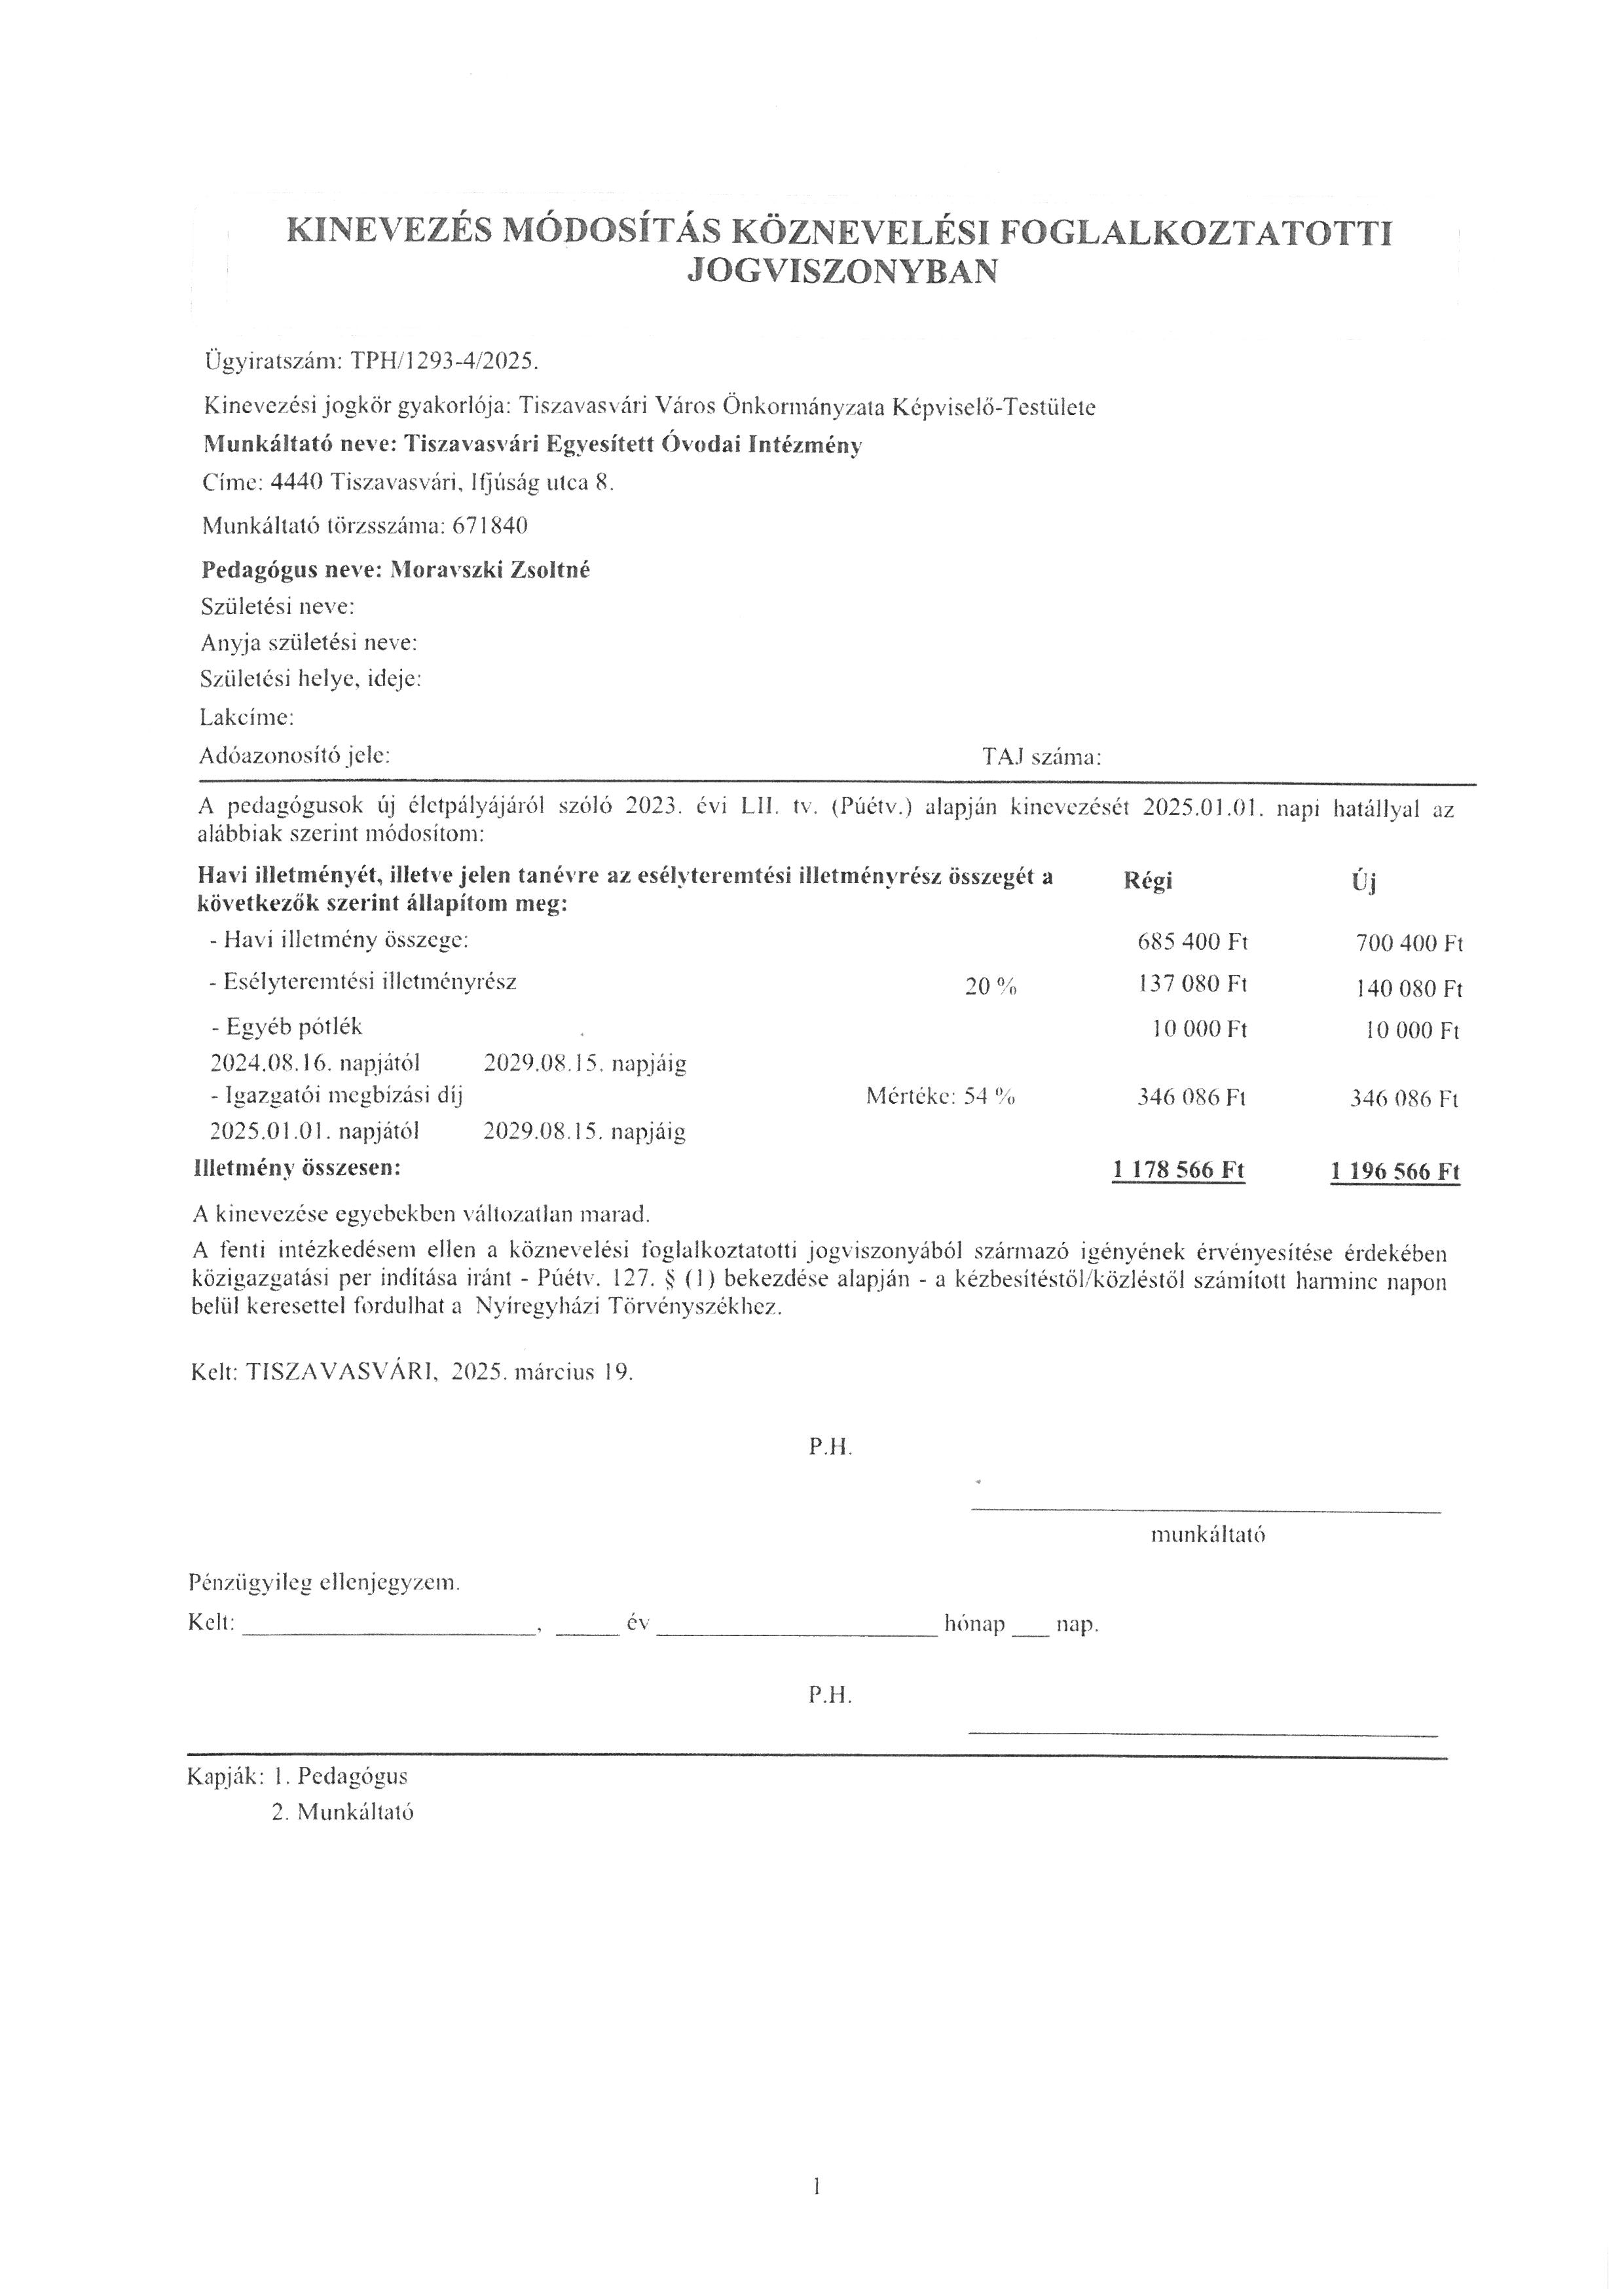 KINEVEZÉS MÓDOSÍTÁS KÖZNEVELÉSI FOGLALKOZTATOTTI
JOGVISZONYBAN
Ügyiratszám: TPH/1293-4/2025.
Kinevezési jogkör gyakorlója: Tiszavasvári Város Önkormányzata Képviselő-Testülete
Munkáltató neve: Tiszavasvári Egyesített Óvodai Intézmény
Címe: 4440 Tiszavasvári, Ifjúság utca 8.
Munkáltató törzsszáma: 671840
Pedagógus neve: Moravszki Zsoltné
Születési neve:
Anyja születési neve:
Születési helye, ideje:
Lakcíme:
Adóazonosító jele: TAJ száma:
A pedagógusok új életpályájáról szóló 2023. évi LII. tv. (Púétv.) alapján kinevezését 2025.01.01. napi hatállyal az
alábbiak szerint módosítom:
Havi illetményét, illetve jelen tanévre az esélyteremtési illetményrész összegét a Régi Új
következők szerint állapítom meg:
- Havi illetmény összege: 685 400 Ft 700 400 Ft
- Esélyteremtési illetményrész 20 % 137 080 Ft 140 080 Ft
- Egyéb pótlék 10 000 Ft 10 000 Ft
2024.08.16. napjától 2029.08.15. napjáig
- Igazgatói megbízási díj Mértéke: 54 % 346 086 Ft 346 086 Ft
2025.01.01. napjától 2029.08.15. napjáig
Illetmény összesen: 1 178 566 Ft 1 196 566 Ft
A kinevezése egyebekben változatlan marad.
A fenti intézkedésem ellen a köznevelési foglalkoztatotti jogviszonyából származó igényének érvényesítése érdekében
közigazgatási per indítása iránt - Púétv. 127. § (1) bekezdése alapján - a kézbesítéstől/közléstől számított harminc napon
belül keresettel fordulhat a Nyíregyházi Törvényszékhez.
Kelt: TISZAVASVÁRI, 2025. március 19.
P.H.
munkáltató
Pénzügyileg ellenjegyzem.
Kelt: ____________________, _____ év ____________________ hónap ___ nap.
P.H.
Kapják: 1. Pedagógus
2. Munkáltató
1